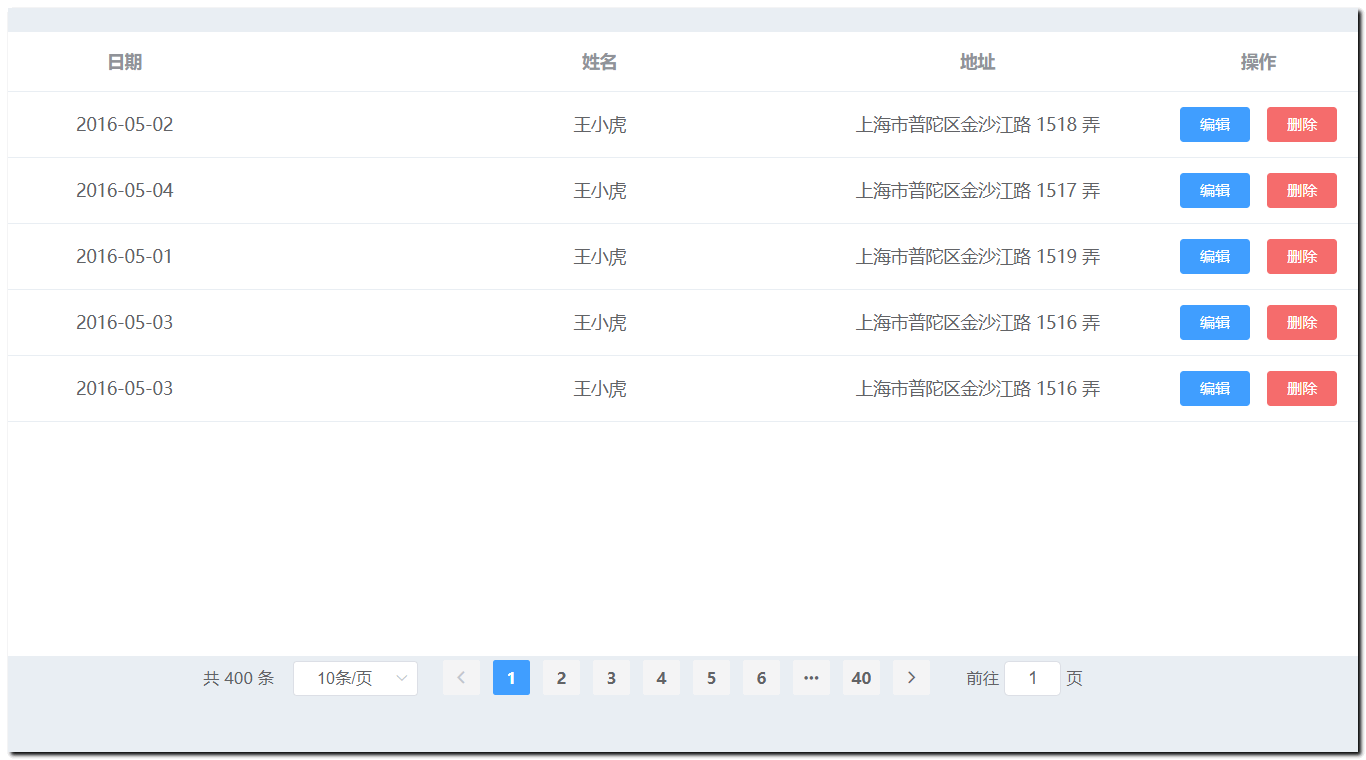 日期 姓名 地址 操作
2016-05-02 王小虎 上海市普陀区金沙江路 1518 弄 编辑 删除
2016-05-04 王小虎 上海市普陀区金沙江路 1517 弄 编辑 删除
2016-05-01 王小虎 上海市普陀区金沙江路 1519 弄 编辑 删除
2016-05-03 王小虎 上海市普陀区金沙江路 1516 弄 编辑 删除
2016-05-03 王小虎 上海市普陀区金沙江路 1516 弄 编辑 删除
共 400 条 10条/页 1 2 3 4 5 6 ••• 40 前往 1 页